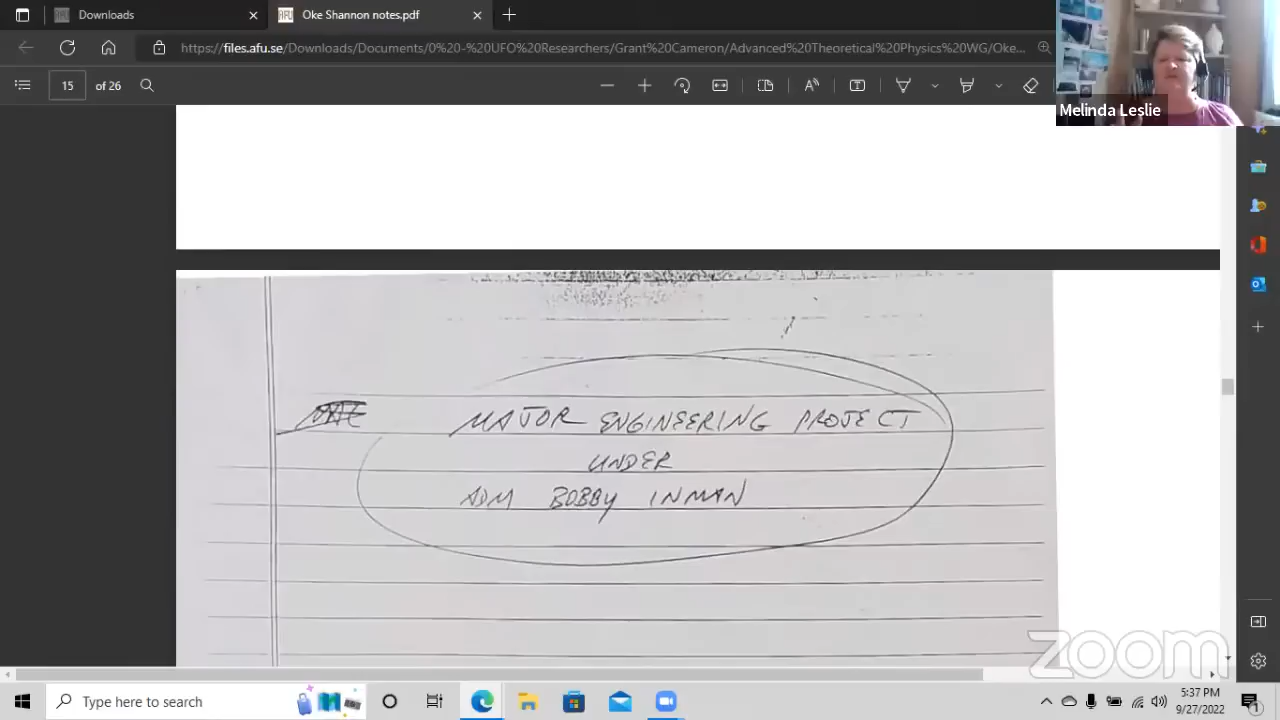 Downloads
Oke Shannon notes.pdf
https://files.afu.se/Downloads/Documents/0%20-%20UFO%20Researchers/Grant%20Cameron/Advanced%20Theoretical%20Physics%20WG/Oke...
15 of 26
Melinda Leslie
MAJOR ENGINEERING PROJECT
UNDER
ADM BOBBY INMAN
zoom
Type here to search
5:37 PM
9/27/2022